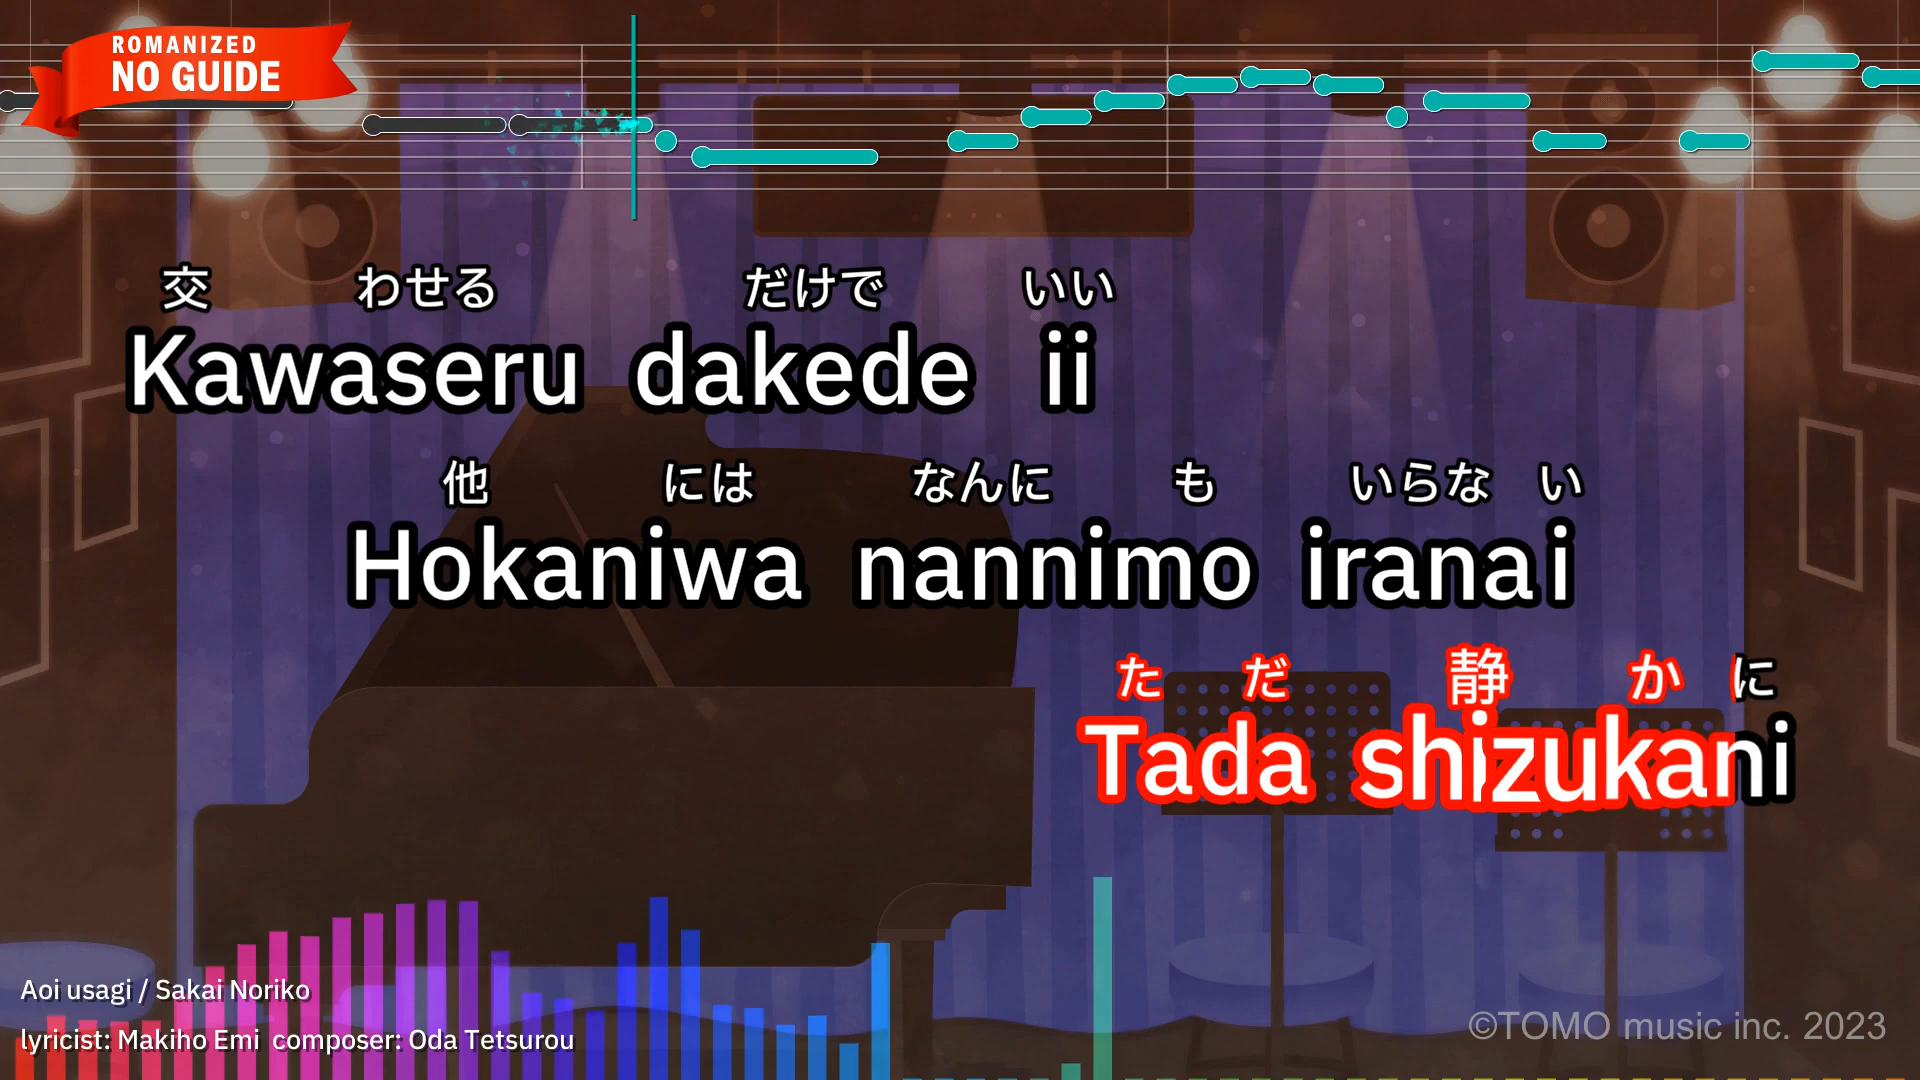 ROMANIZED
NO GUIDE
交 わせる だけで いい
Kawaseru dakede ii
他 には なんに も いらな い
Hokaniwa nannimo iranai
た だ 静 か に
Tada shizukani
Aoi usagi / Sakai Noriko
lyricist: Makiho Emi composer: Oda Tetsurou
©TOMO music inc. 2023